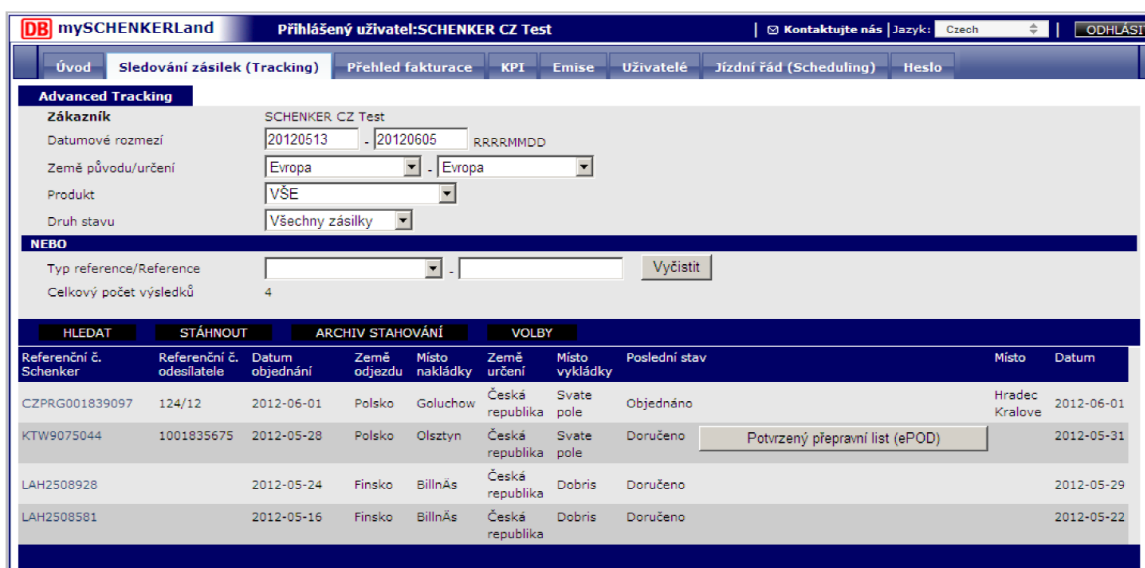 DB mySCHENKERLand Přihlášený uživatel:SCHENKER CZ Test | Kontaktujte nás | Jazyk: Czech | ODHLÁSI
Úvod Sledování zásilek (Tracking) Přehled fakturace KPI Emise Uživatelé Jízdní řád (Scheduling) Heslo
Advanced Tracking
Zákazník SCHENKER CZ Test
Datumové rozmezí 20120513 - 20120605 RRRRMMDD
Země původu/určení Evropa - Evropa
Produkt VŠE
Druh stavu Všechny zásilky
NEBO
Typ reference/Reference - Vyčistit
Celkový počet výsledků 4
HLEDAT STÁHNOUT ARCHIV STAHOVÁNÍ VOLBY
Referenční č. Referenční č. Datum Země Místo Země Místo Poslední stav Místo Datum
Schenker odesílatele objednání odjezdu nakládky určení vykládky
CZPRG001839097 124/12 2012-06-01 Polsko Goluchow Česká Svate Objednáno Hradec 2012-06-01
republika pole Kralove
KTW9075044 1001835675 2012-05-28 Polsko Olsztyn Česká Svate Doručeno Potvrzený přepravní list (ePOD) 2012-05-31
republika pole
LAH2508928 2012-05-24 Finsko BillnÄs Česká Dobris Doručeno 2012-05-29
republika
LAH2508581 2012-05-16 Finsko BillnÄs Česká Dobris Doručeno 2012-05-22
republika